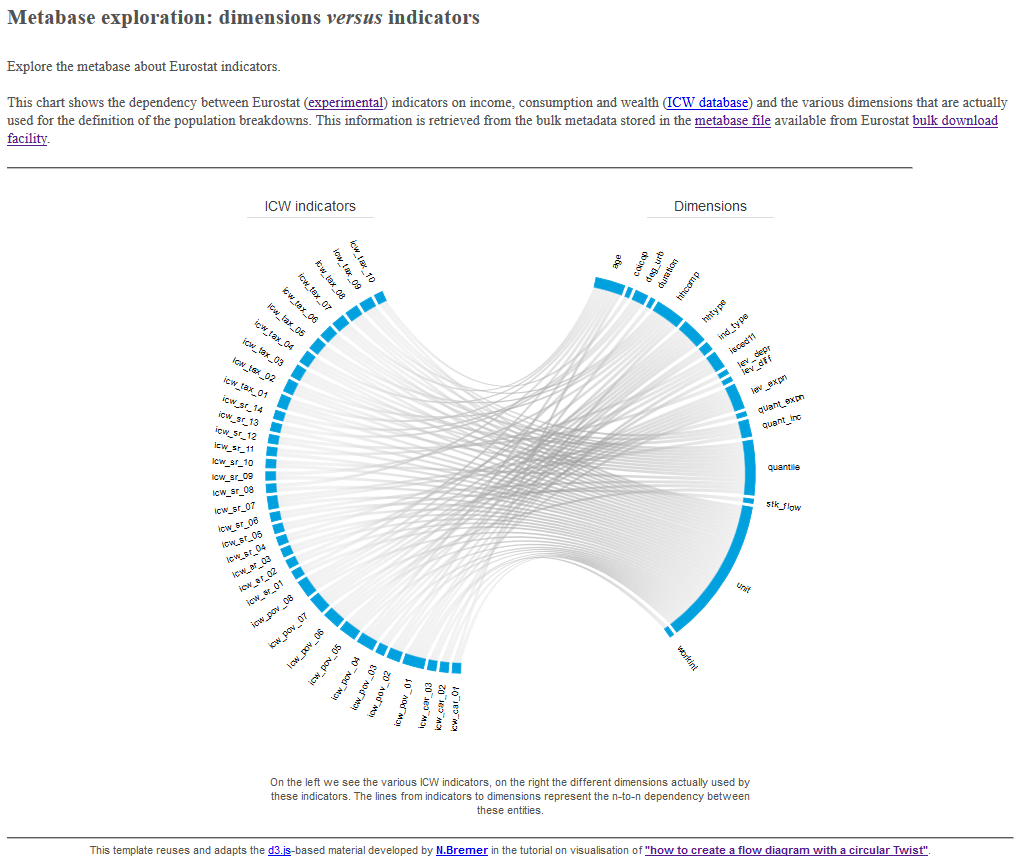 Metabase exploration: dimensions versus indicators
Explore the metabase about Eurostat indicators.
This chart shows the dependency between Eurostat (experimental) indicators on income, consumption and wealth (ICW database) and the various dimensions that are actually
used for the definition of the population breakdowns. This information is retrieved from the bulk metadata stored in the metabase file available from Eurostat bulk download
facility.
ICW indicators
Dimensions
icw_tax_10
icw_tax_09
icw_tax_08
icw_tax_07
icw_tax_06
icw_tax_05
icw_tax_04
icw_tax_03
icw_tax_02
icw_tax_01
icw_sr_14
icw_sr_13
icw_sr_12
icw_sr_11
icw_sr_10
icw_sr_09
icw_sr_08
icw_sr_07
icw_sr_06
icw_sr_05
icw_sr_04
icw_sr_03
icw_sr_02
icw_sr_01
icw_pov_08
icw_pov_07
icw_pov_06
icw_pov_05
icw_pov_04
icw_pov_03
icw_pov_02
icw_pov_01
icw_car_03
icw_car_02
icw_car_01
age
coicop
deg_urb
duration
hhcomp
hhtype
ind_type
isced11
lev_depr
lev_diff
lev_expn
quant_expn
quant_inc
quantile
stk_flow
unit
workint
On the left we see the various ICW indicators, on the right the different dimensions actually used by
these indicators. The lines from indicators to dimensions represent the n-to-n dependency between
these entities.
This template reuses and adapts the d3.js-based material developed by N.Bremer in the tutorial on visualisation of "how to create a flow diagram with a circular Twist".